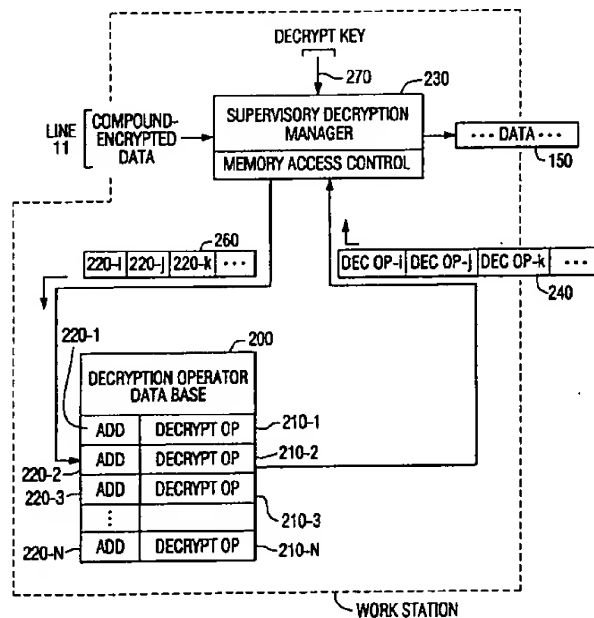 DECRYPT KEY
270
230
LINE 11
COMPOUND-
ENCRYPTED
DATA
SUPERVISORY DECRYPTION
MANAGER
MEMORY ACCESS CONTROL
··· DATA ···
150
260
220-i 220-j 220-k ···
DEC OP-i DEC OP-j DEC OP-k ···
240
220-1
200
DECRYPTION OPERATOR
DATA BASE
ADD DECRYPT OP 210-1
ADD DECRYPT OP 210-2
220-2
220-3 ADD DECRYPT OP
210-3
⋮
220-N ADD DECRYPT OP 210-N
WORK STATION